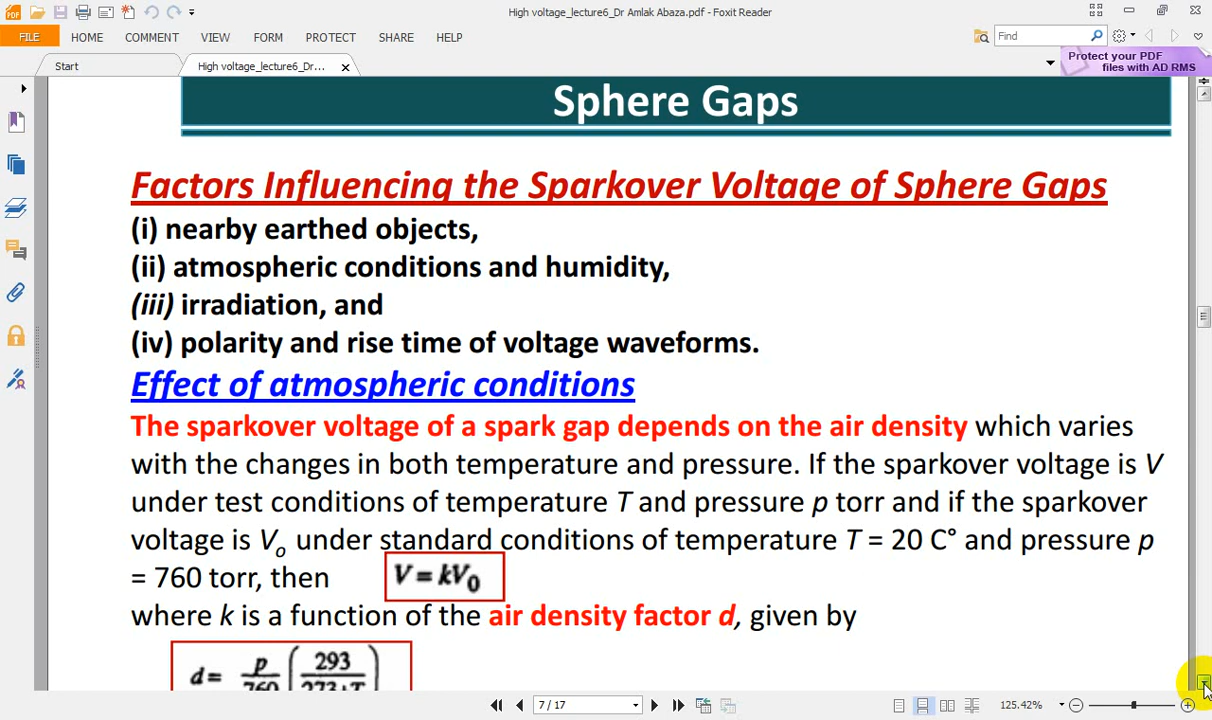 High voltage_lecture6_Dr Amlak Abaza.pdf - Foxit Reader
FILE HOME COMMENT VIEW FORM PROTECT SHARE HELP Find
Start High voltage_lecture6_Dr... Protect your PDF
files with AD RMS
Sphere Gaps
Factors Influencing the Sparkover Voltage of Sphere Gaps
(i) nearby earthed objects,
(ii) atmospheric conditions and humidity,
(iii) irradiation, and
(iv) polarity and rise time of voltage waveforms.
Effect of atmospheric conditions
The sparkover voltage of a spark gap depends on the air density which varies
with the changes in both temperature and pressure. If the sparkover voltage is V
under test conditions of temperature T and pressure p torr and if the sparkover
voltage is Vo under standard conditions of temperature T = 20 C° and pressure p
= 760 torr, then V = kV0
where k is a function of the air density factor d, given by
d = p/760 (293/273+T)
7 / 17 125.42%